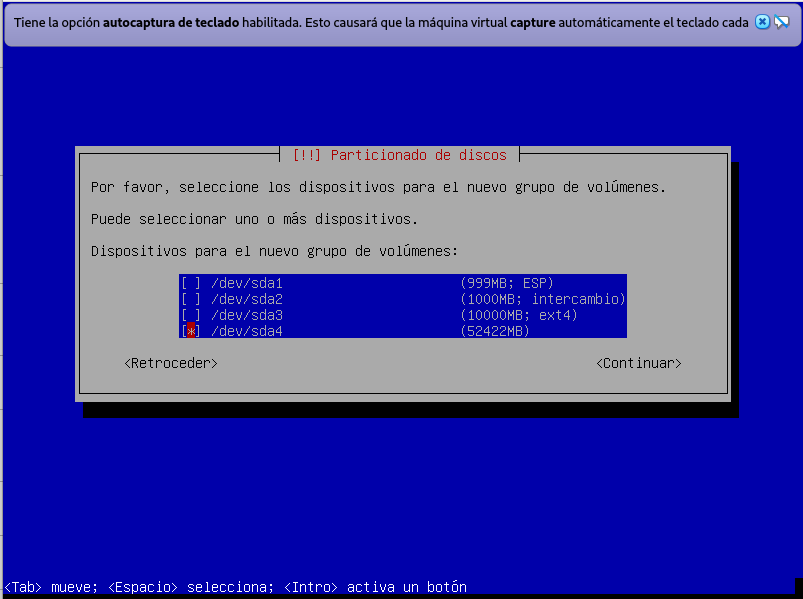 Tiene la opción autocaptura de teclado habilitada. Esto causará que la máquina virtual capture automáticamente el teclado cada
[!!] Particionado de discos
Por favor, seleccione los dispositivos para el nuevo grupo de volúmenes.
Puede seleccionar uno o más dispositivos.
Dispositivos para el nuevo grupo de volúmenes:
[ ] /dev/sda1 (999MB; ESP)
[ ] /dev/sda2 (1000MB; intercambio)
[ ] /dev/sda3 (10000MB; ext4)
[*] /dev/sda4 (52422MB)
<Retroceder> <Continuar>
<Tab> mueve; <Espacio> selecciona; <Intro> activa un botón